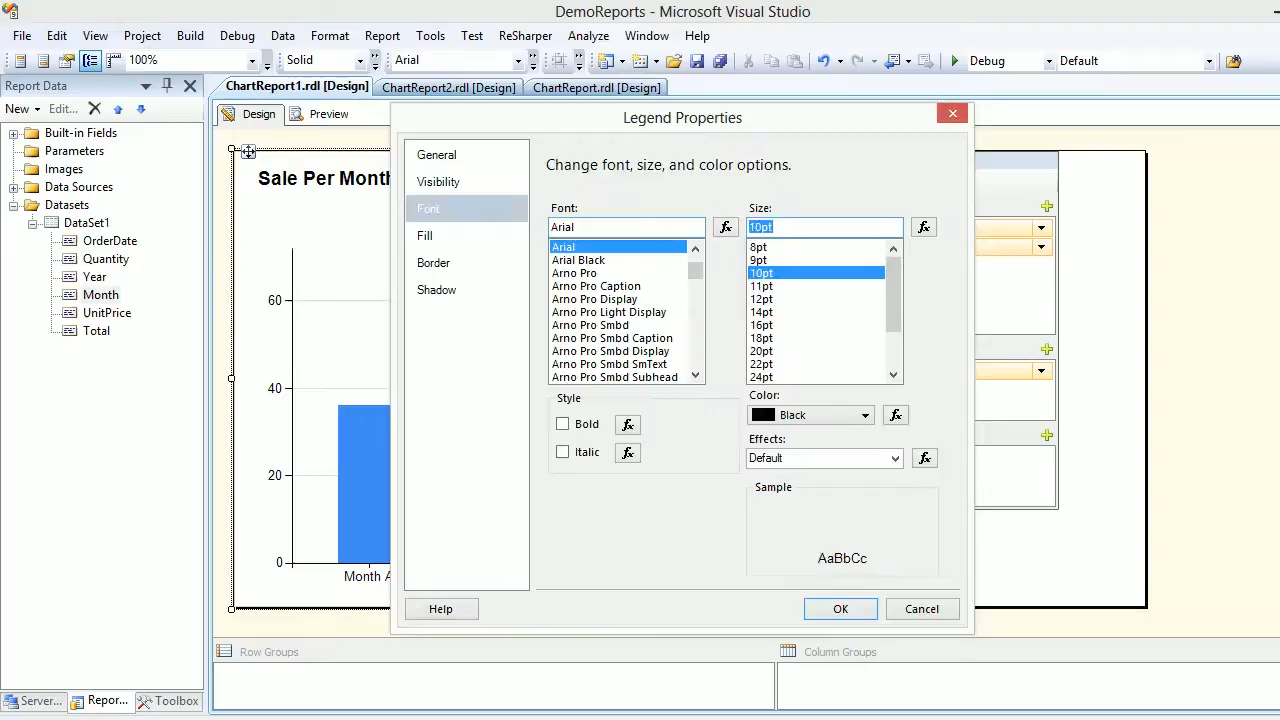 DemoReports - Microsoft Visual Studio
File Edit View Project Build Debug Data Format Report Tools Test ReSharper Analyze Window Help
100% Solid Arial Debug Default
Report Data
ChartReport1.rdl [Design] ChartReport2.rdl [Design] ChartReport.rdl [Design]
New Edit...
Design Preview
Built-in Fields
Parameters
Images
Data Sources
Datasets
DataSet1
OrderDate
Quantity
Year
Month
UnitPrice
Total
Sale Per Month
60
40
20
0
Month A
Legend Properties
General
Visibility
Font
Fill
Border
Shadow
Change font, size, and color options.
Font: Size:
Arial fx 10pt fx
Arial
Arial Black
Arno Pro
Arno Pro Caption
Arno Pro Display
Arno Pro Light Display
Arno Pro Smbd
Arno Pro Smbd Caption
Arno Pro Smbd Display
Arno Pro Smbd SmText
Arno Pro Smbd Subhead
8pt
9pt
10pt
11pt
12pt
14pt
16pt
18pt
20pt
22pt
24pt
Style
Bold fx
Italic fx
Color:
Black fx
Effects:
Default fx
Sample
AaBbCc
Help OK Cancel
Row Groups Column Groups
Server... Repor... Toolbox